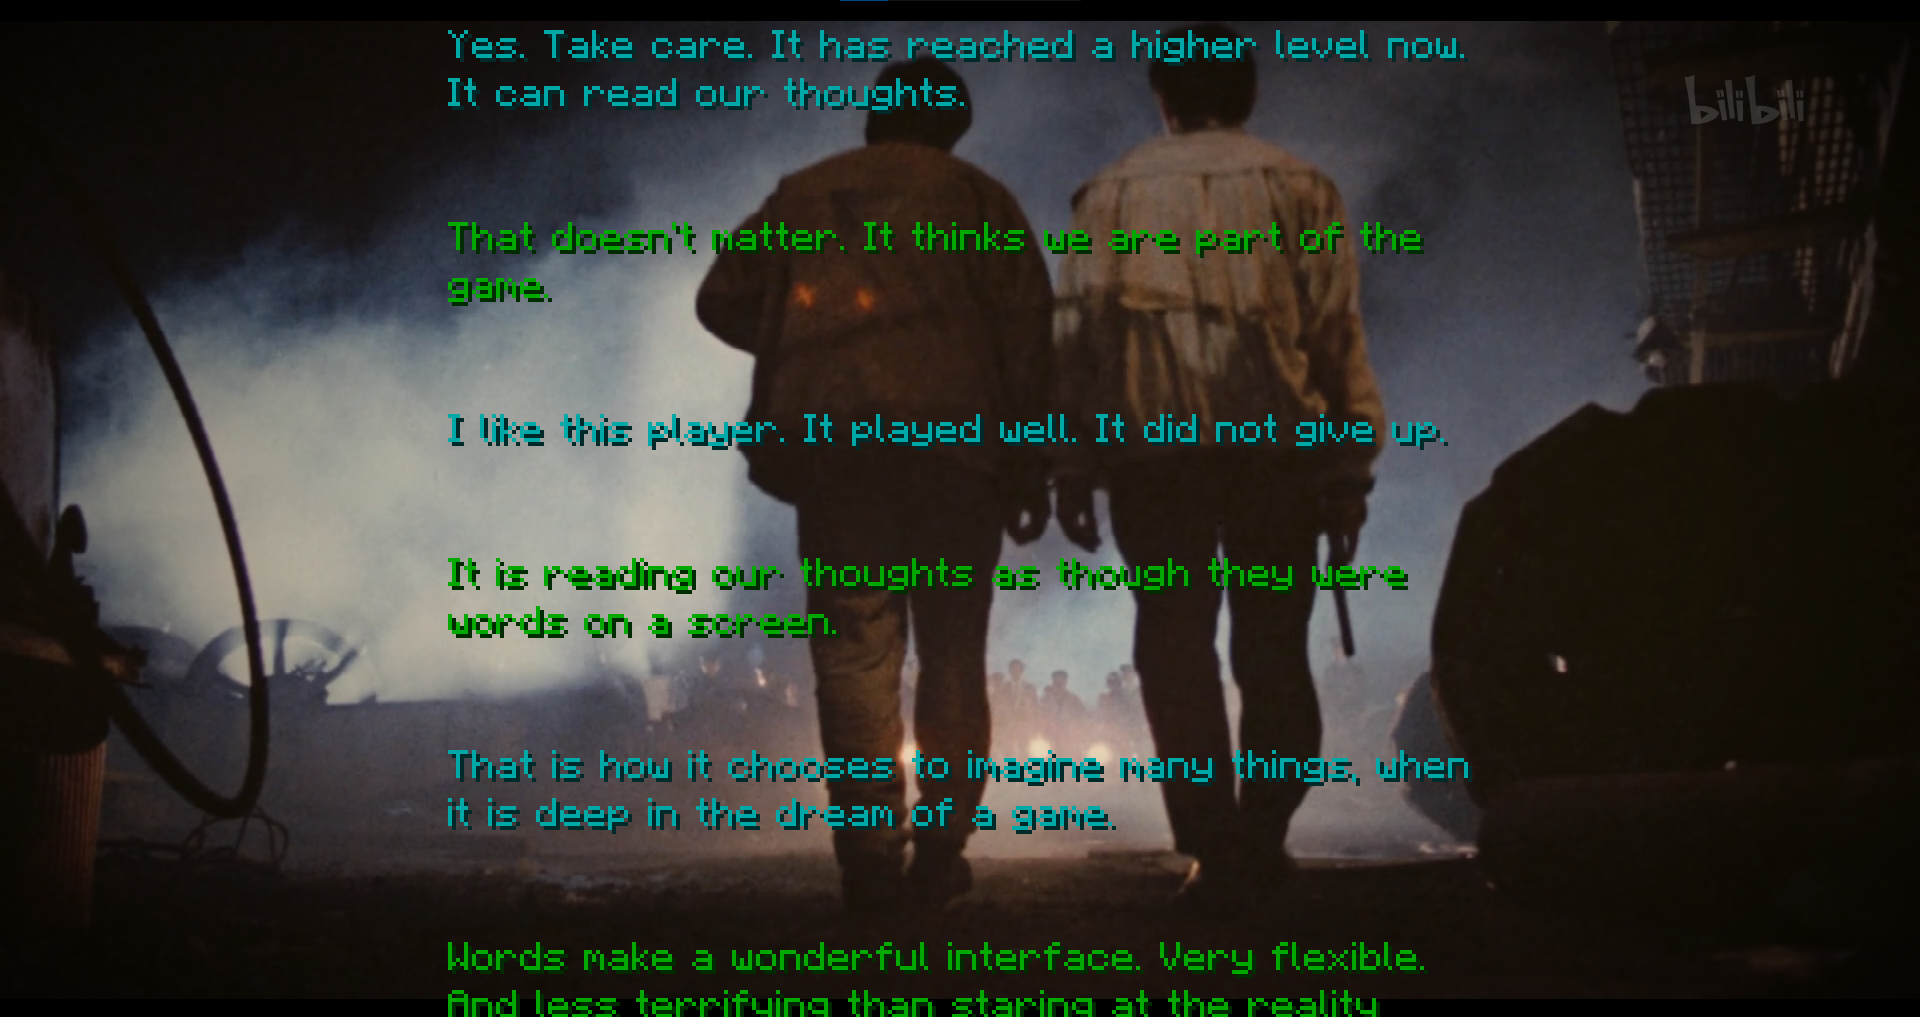 Yes. Take care. It has reached a higher level now.
It can read our thoughts.
bilibili
That doesn't matter. It thinks we are part of the
game.
I like this player. It played well. It did not give up.
It is reading our thoughts as though they were
words on a screen.
That is how it chooses to imagine many things, when
it is deep in the dream of a game.
Words make a wonderful interface. Very flexible.
And less terrifying than staring at the reality